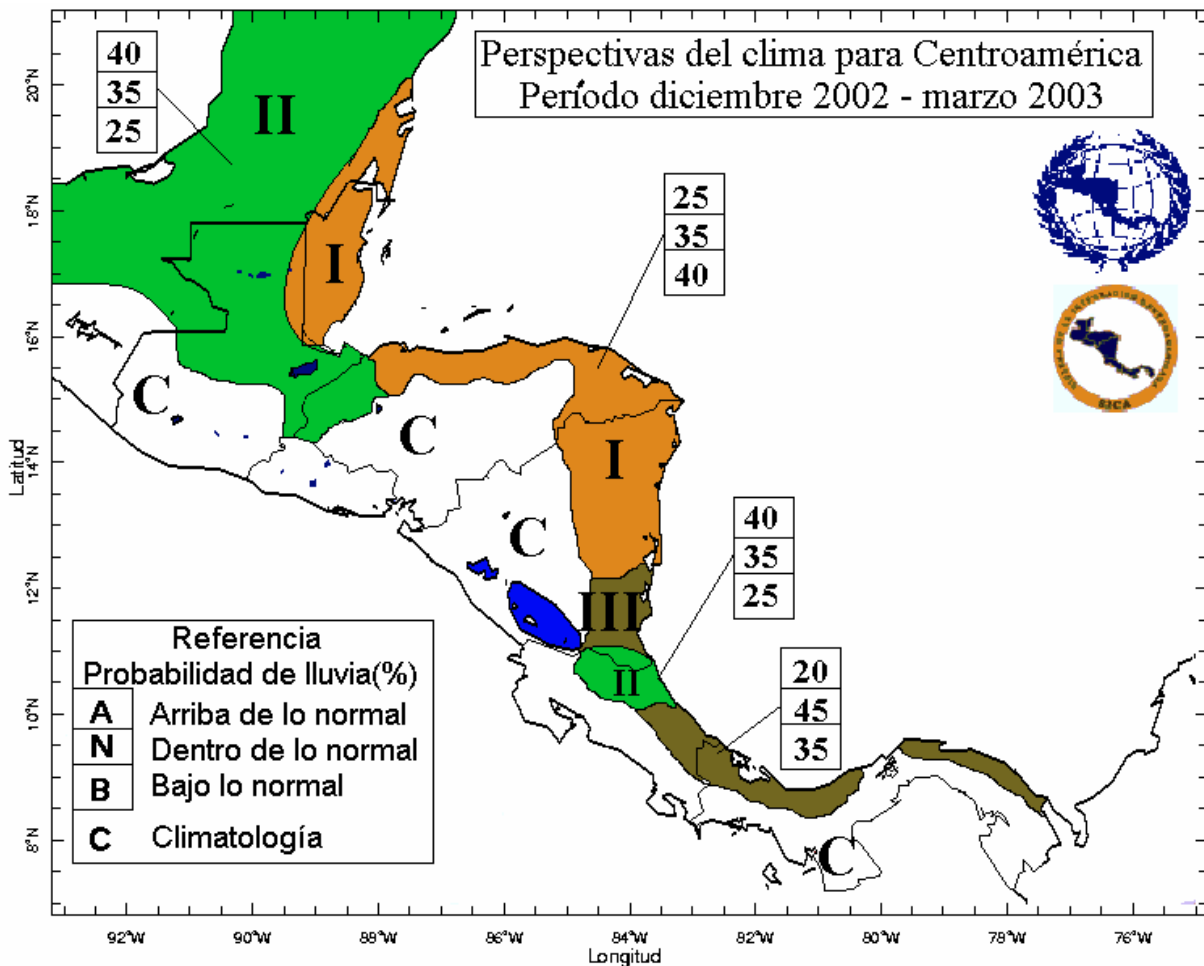 Perspectivas del clima para Centroamérica
Período diciembre 2002 - marzo 2003
40
35
25
II
I
25
35
40
C
C
I
C
40
35
25
III
II
20
45
35
C
SICA
Referencia
Probabilidad de lluvia(%)
A Arriba de lo normal
N Dentro de lo normal
B Bajo lo normal
C Climatología
Latitud
20°N
18°N
16°N
14°N
12°N
10°N
8°N
92°W 90°W 88°W 86°W 84°W 82°W 80°W 78°W 76°W
Longitud